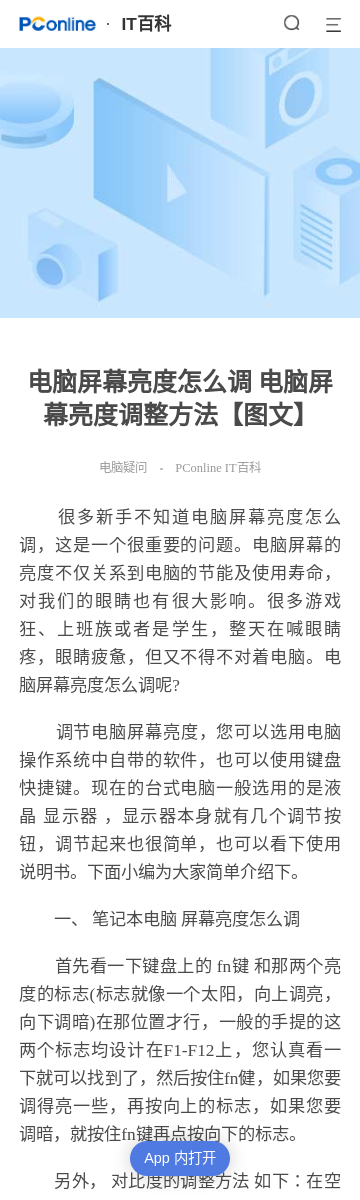 PConline · IT百科
电脑屏幕亮度怎么调 电脑屏
幕亮度调整方法【图文】
电脑疑问 - PConline IT百科
很多新手不知道电脑屏幕亮度怎么
调，这是一个很重要的问题。电脑屏幕的
亮度不仅关系到电脑的节能及使用寿命，
对我们的眼睛也有很大影响。很多游戏
狂、上班族或者是学生，整天在喊眼睛
疼，眼睛疲惫，但又不得不对着电脑。电
脑屏幕亮度怎么调呢?
调节电脑屏幕亮度，您可以选用电脑
操作系统中自带的软件，也可以使用键盘
快捷键。现在的台式电脑一般选用的是液
晶 显示器 ，显示器本身就有几个调节按
钮，调节起来也很简单，也可以看下使用
说明书。下面小编为大家简单介绍下。
一、 笔记本电脑 屏幕亮度怎么调
首先看一下键盘上的 fn键 和那两个亮
度的标志(标志就像一个太阳，向上调亮，
向下调暗)在那位置才行，一般的手提的这
两个标志均设计在F1-F12上，您认真看一
下就可以找到了，然后按住fn健，如果您要
调得亮一些，再按向上的标志，如果您要
调暗，就按住fn键再点按向下的标志。
App 内打开
另外， 对比度的调整方法 如下：在空